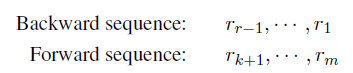 Backward sequence: r_{r-1}, ··· , r_1
Forward sequence: r_{k+1}, ··· , r_m